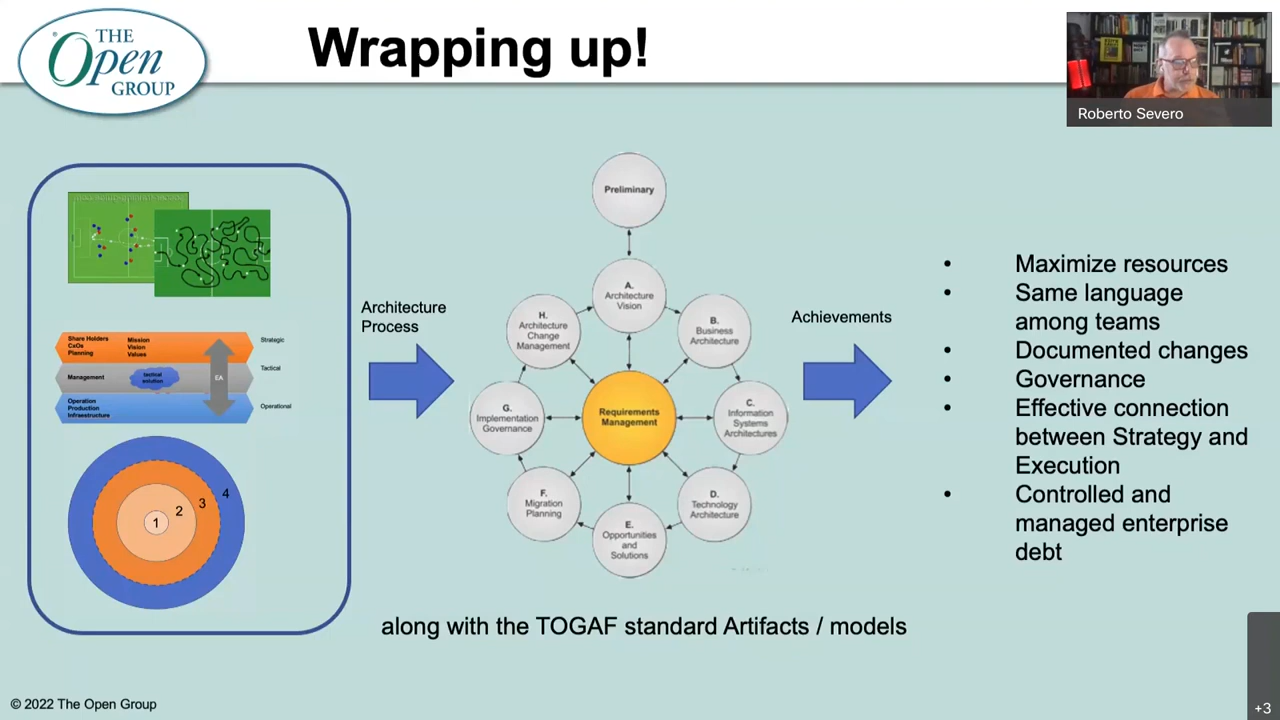 THE
Open
GROUP
Wrapping up!
Roberto Severo
Share Holders
CxOs
Planning
Mission
Vision
Values
Strategic
Management
tactical
solution
EA
Tactical
Operation
Production
Infraestructure
Operational
1
2
3
4
Architecture
Process
Preliminary
A.
Architecture
Vision
B.
Business
Architecture
C.
Information
Systems
Architectures
D.
Technology
Architecture
E.
Opportunities
and
Solutions
F.
Migration
Planning
G.
Implementation
Governance
H.
Architecture
Change
Management
Requirements
Management
Achievements
• Maximize resources
• Same language
among teams
• Documented changes
• Governance
• Effective connection
between Strategy and
Execution
• Controlled and
managed enterprise
debt
along with the TOGAF standard Artifacts / models
© 2022 The Open Group
+3